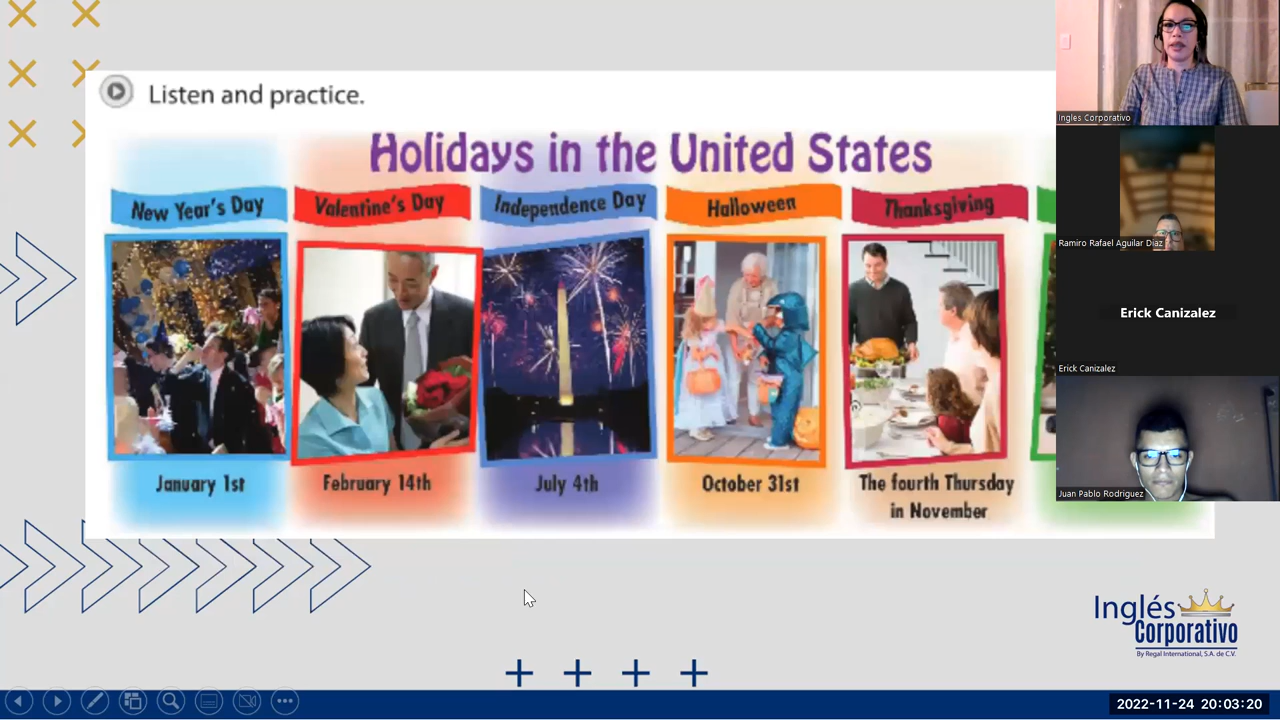 Listen and practice.
Holidays in the United States
New Year's Day
Valentine's Day
Independence Day
Halloween
Thanksgiving
January 1st
February 14th
July 4th
October 31st
The fourth Thursday
in November
Ingles Corporativo
Ramiro Rafael Aguilar Diaz
Erick Canizalez
Erick Canizalez
Juan Pablo Rodriguez
Inglés
Corporativo
By Regal International, S.A. de C.V.
2022-11-24 20:03:20